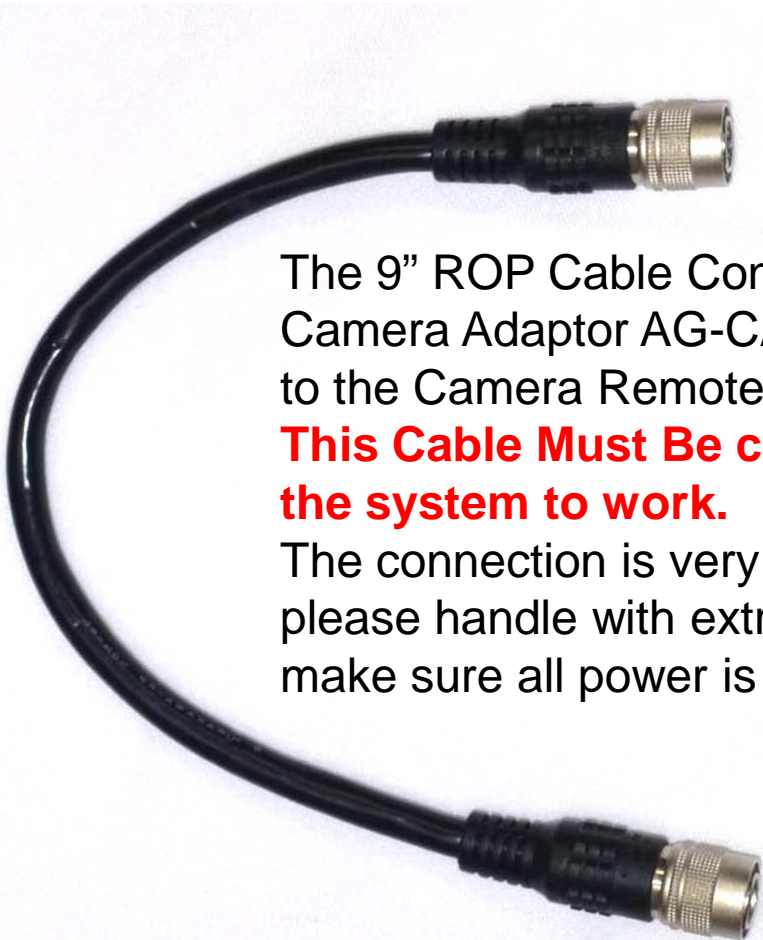 The 9” ROP Cable Cor
Camera Adaptor AG-CA
to the Camera Remote
This Cable Must Be c
the system to work.
The connection is very
please handle with extr
make sure all power is